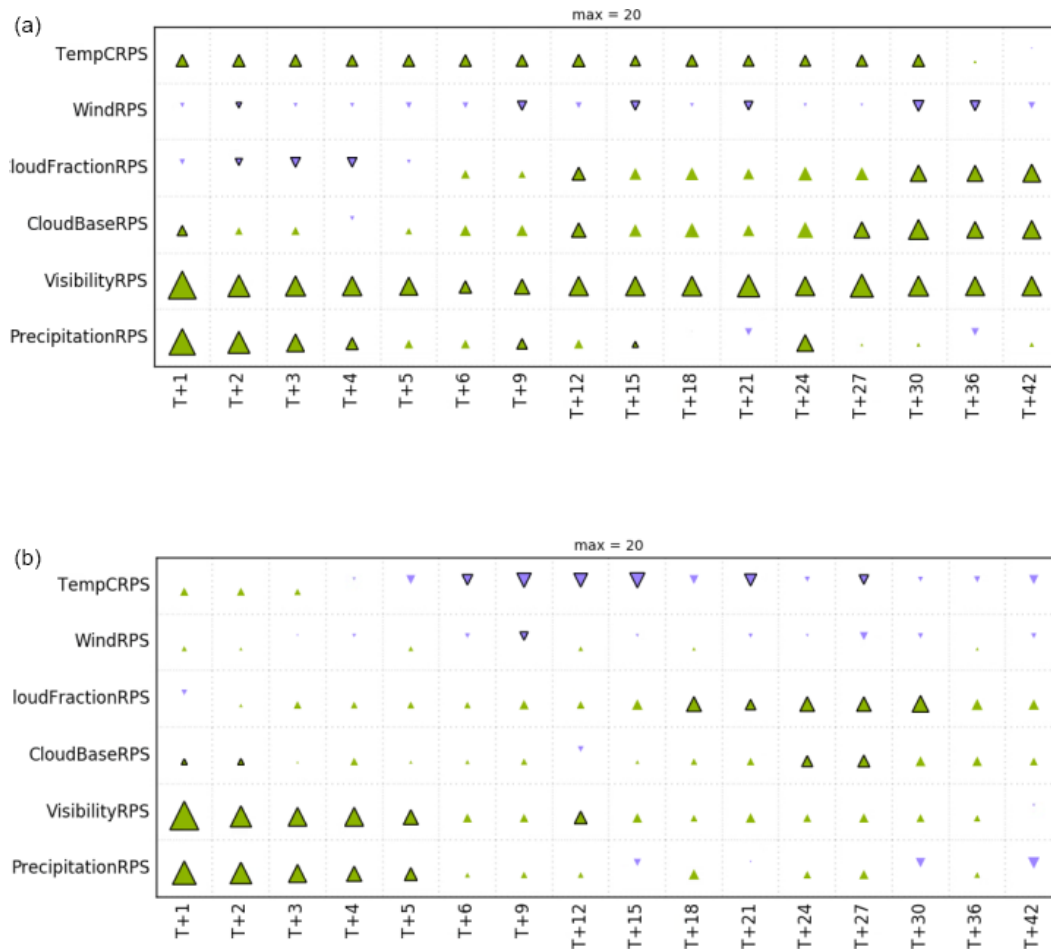 (a)
max = 20
TempCRPS
WindRPS
loudFractionRPS
CloudBaseRPS
VisibilityRPS
PrecipitationRPS
T+1 T+2 T+3 T+4 T+5 T+6 T+9 T+12 T+15 T+18 T+21 T+24 T+27 T+30 T+36 T+42
(b)
max = 20
TempCRPS
WindRPS
loudFractionRPS
CloudBaseRPS
VisibilityRPS
PrecipitationRPS
T+1 T+2 T+3 T+4 T+5 T+6 T+9 T+12 T+15 T+18 T+21 T+24 T+27 T+30 T+36 T+42